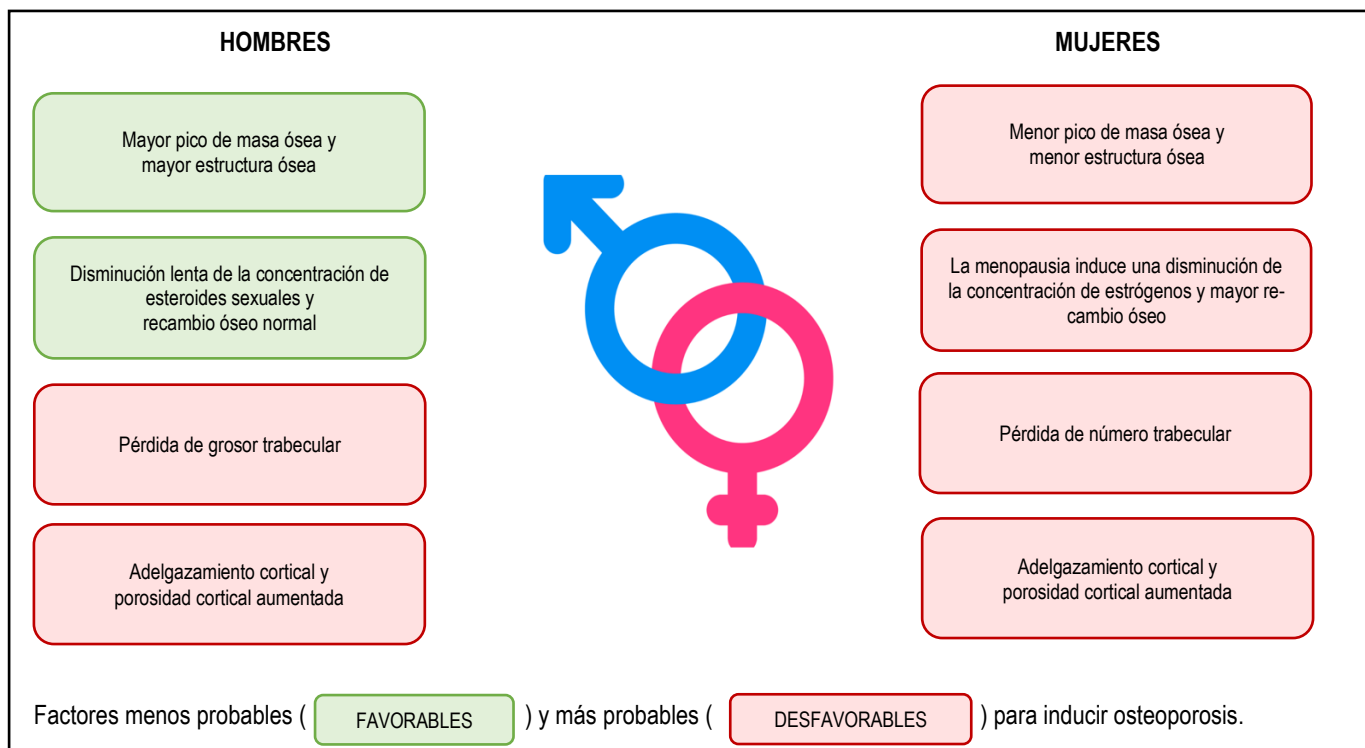 HOMBRES
Mayor pico de masa ósea y
mayor estructura ósea
Disminución lenta de la concentración de
esteroides sexuales y
recambio óseo normal
Pérdida de grosor trabecular
Adelgazamiento cortical y
porosidad cortical aumentada
MUJERES
Menor pico de masa ósea y
menor estructura ósea
La menopausia induce una disminución de
la concentración de estrógenos y mayor re-
cambio óseo
Pérdida de número trabecular
Adelgazamiento cortical y
porosidad cortical aumentada
Factores menos probables ( FAVORABLES ) y más probables ( DESFAVORABLES ) para inducir osteoporosis.